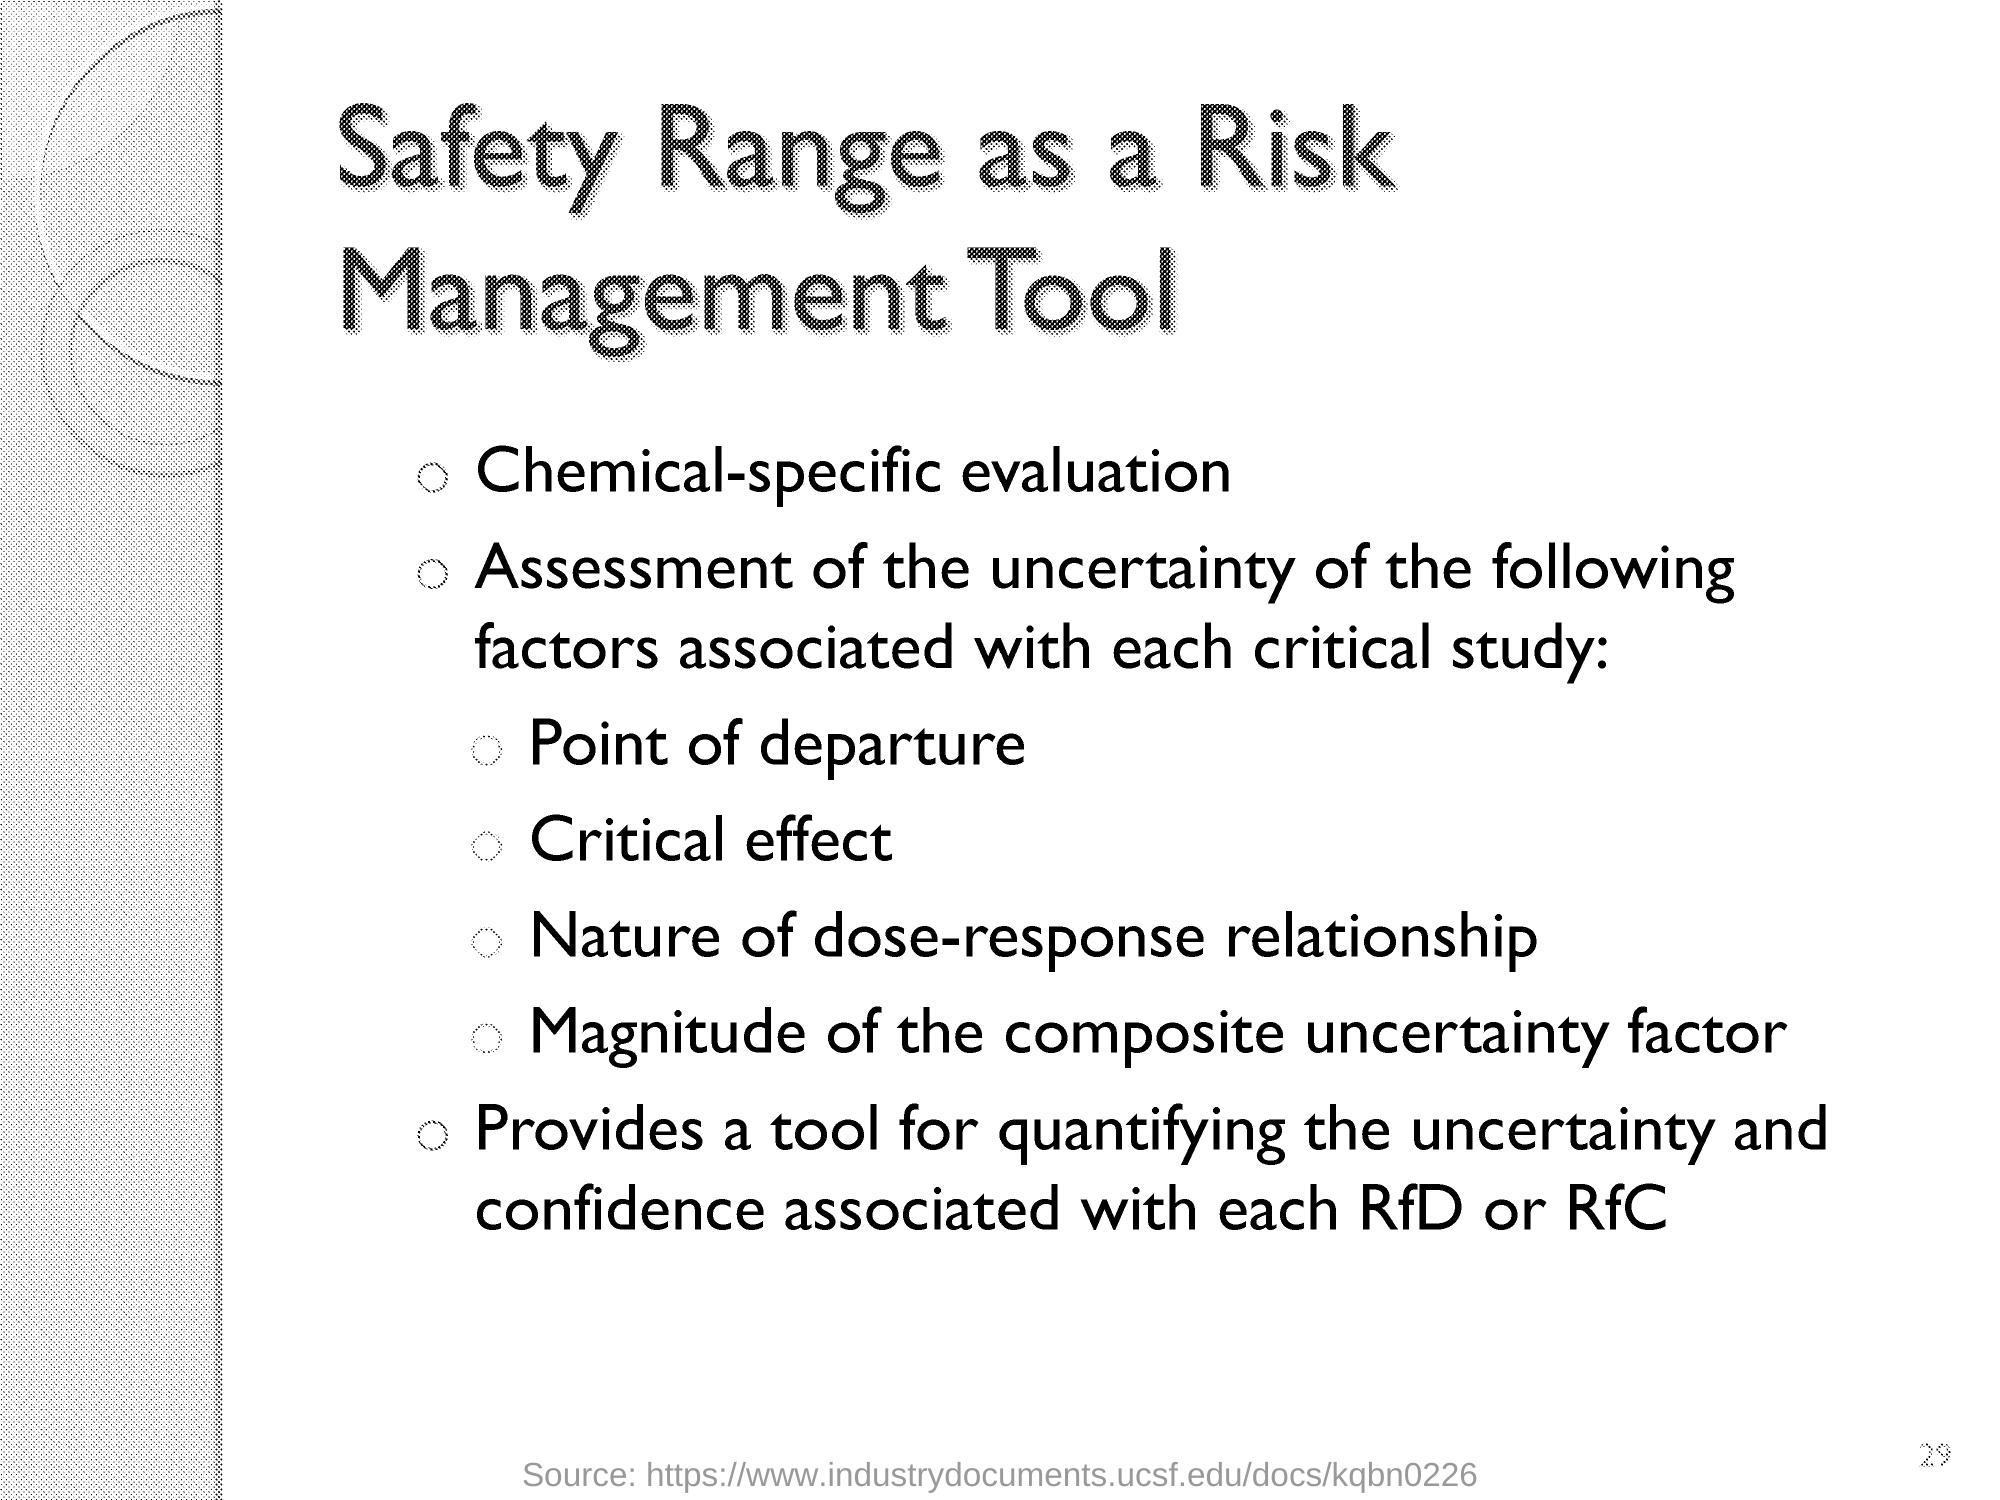 Safety Range as a Risk
Management Tool
Chemical-specific evaluation
Assessment of the uncertainty of the following
factors associated with each critical study:
Point of departure
Critical effect
Nature of dose-response relationship
Magnitude of the composite uncertainty factor
Provides a tool for quantifying the uncertainty and
confidence associated with each RfD or RfC
29
Source: https://www.industrydocuments.ucsf.edu/docs/kqbn0226